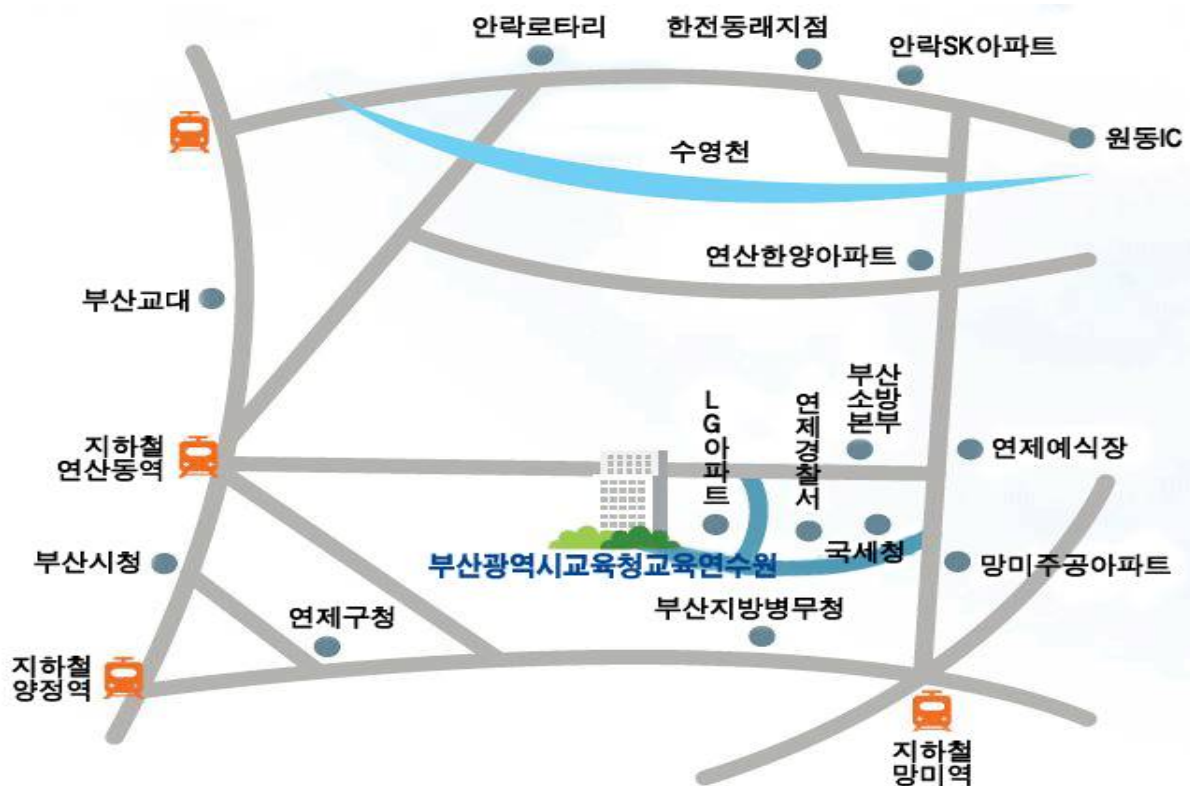 안락로타리
한전동래지점
안락SK아파트
원동IC
수영천
연산한양아파트
부산교대
부산
소방
본부
LG아파트
연제경찰서
지하철
연산동역
연제예식장
국세청
부산시청
부산광역시교육청교육연수원
망미주공아파트
연제구청
부산지방병무청
지하철
양정역
지하철
망미역